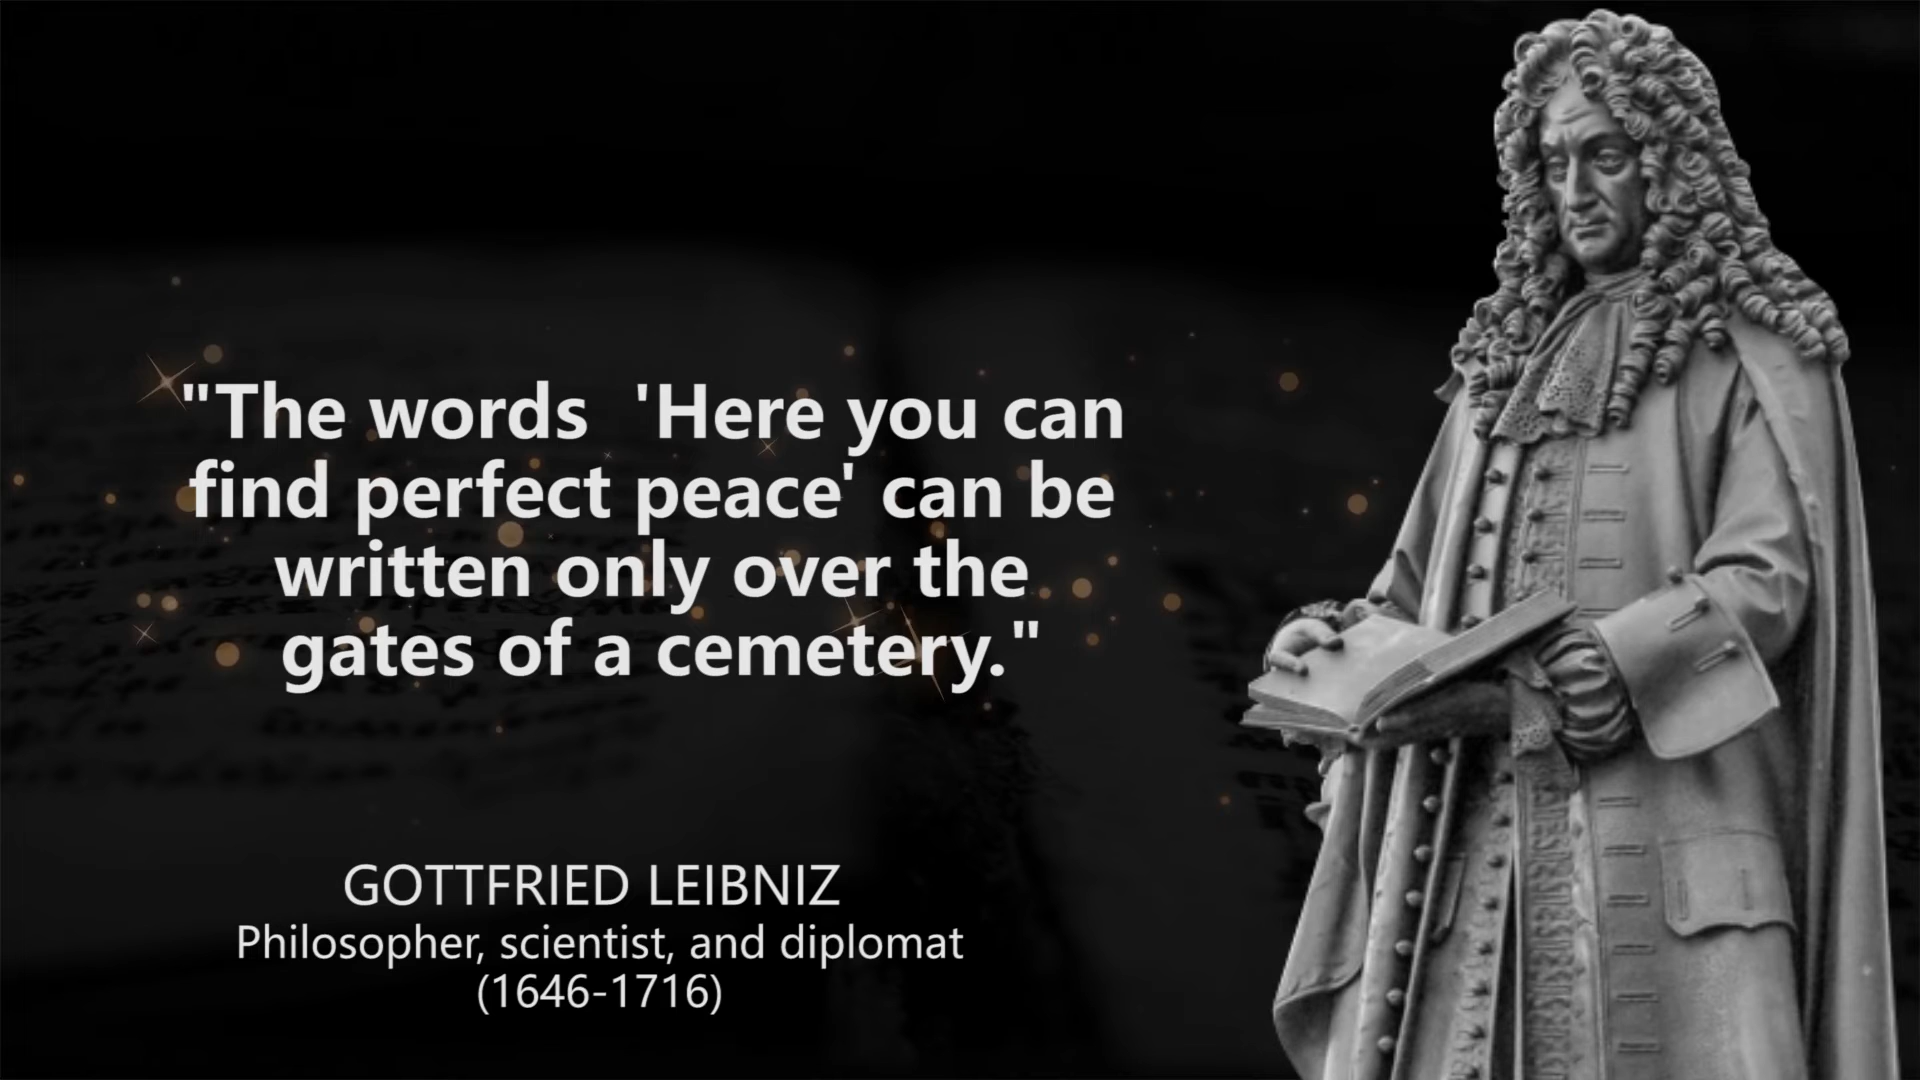 "The words  'Here you can
find perfect peace' can be
written only over the
gates of a cemetery."
GOTTFRIED LEIBNIZ
Philosopher, scientist, and diplomat
(1646-1716)